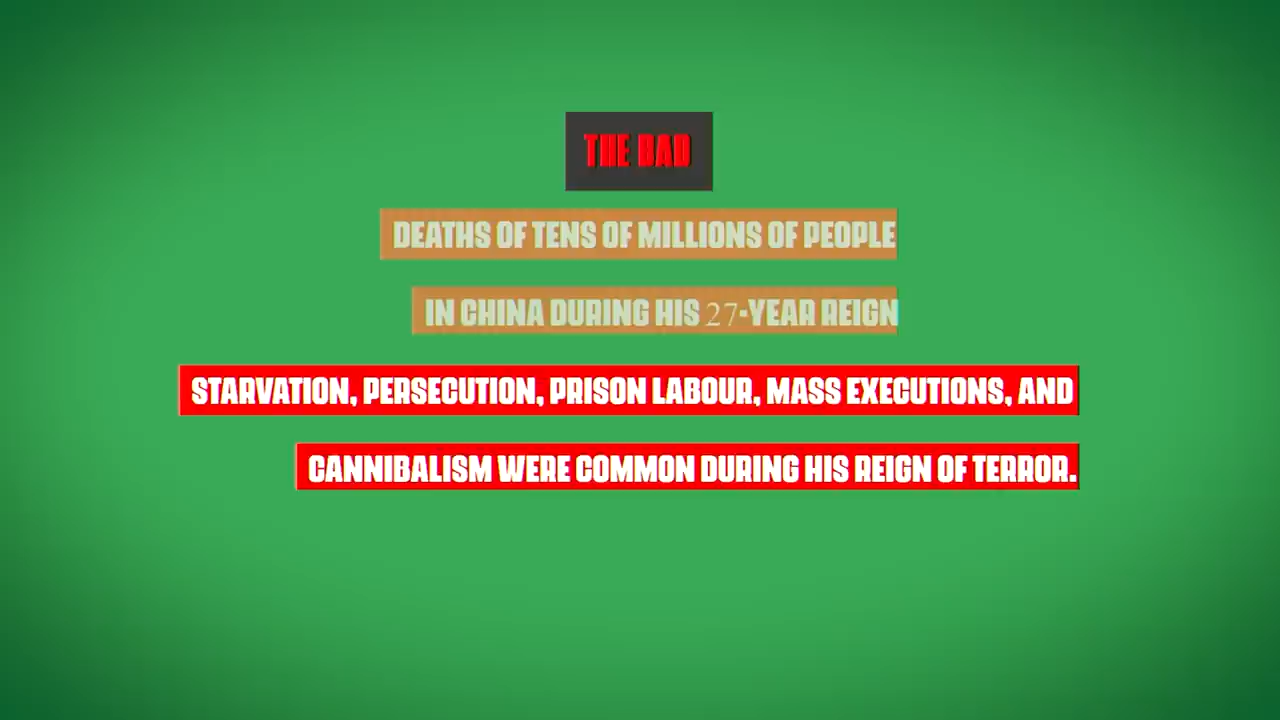 THE BAD
DEATHS OF TENS OF MILLIONS OF PEOPLE
IN CHINA DURING HIS 27-YEAR REIGN
STARVATION, PERSECUTION, PRISON LABOUR, MASS EXECUTIONS, AND
CANNIBALISM WERE COMMON DURING HIS REIGN OF TERROR.